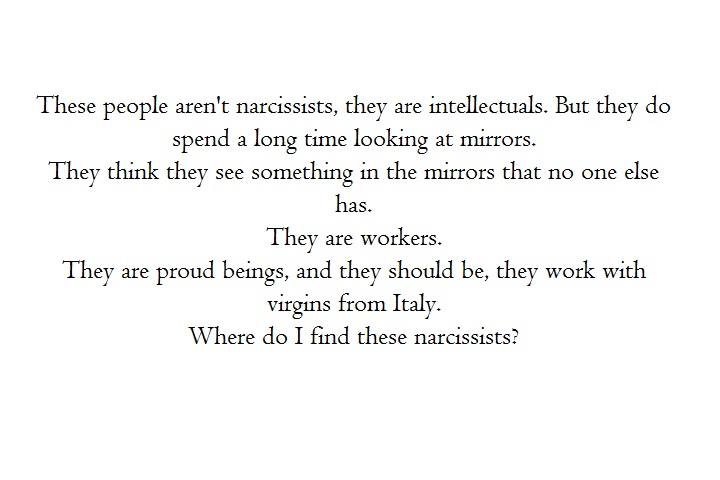 These people aren't narcissists, they are intellectuals. But they do
spend a long time looking at mirrors.
They think they see something in the mirrors that no one else
has.
They are workers.
They are proud beings, and they should be, they work with
virgins from Italy.
Where do I find these narcissists?